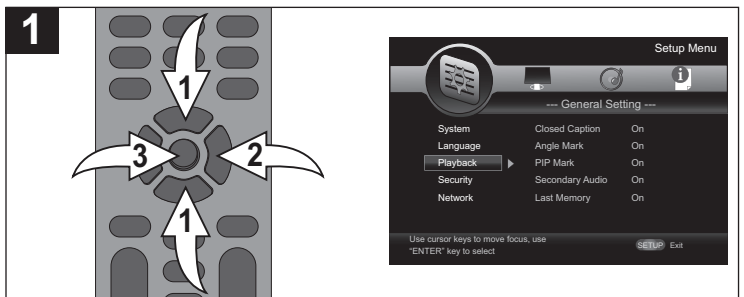 1
1
3
2
1
Setup Menu
--- General Setting ---
System Closed Caption On
Language Angle Mark On
Playback PIP Mark On
Security Secondary Audio On
Network Last Memory On
Use cursor keys to move focus, use
“ENTER” key to select
SETUP Exit
i